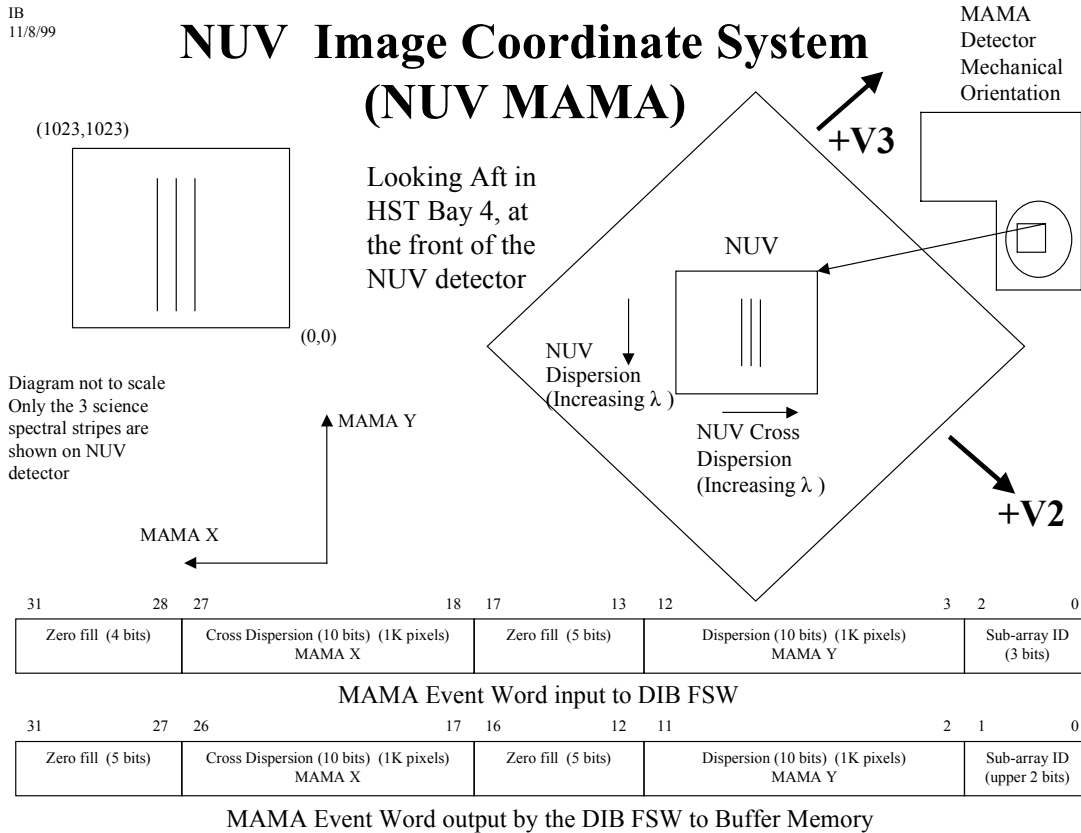 IB
11/8/99
NUV Image Coordinate System
(NUV MAMA)
MAMA
Detector
Mechanical
Orientation
+V3
(1023,1023)
(0,0)
Looking Aft in
HST Bay 4, at
the front of the
NUV detector
NUV
NUV
Dispersion
(Increasing λ )
NUV Cross
Dispersion
(Increasing λ )
+V2
Diagram not to scale
Only the 3 science
spectral stripes are
shown on NUV
detector
MAMA Y
MAMA X
31 28 27 18 17 13 12 3 2 0
Zero fill (4 bits) Cross Dispersion (10 bits) (1K pixels) Zero fill (5 bits) Dispersion (10 bits) (1K pixels) Sub-array ID
MAMA X MAMA Y (3 bits)
MAMA Event Word input to DIB FSW
31 27 26 17 16 12 11 2 1 0
Zero fill (5 bits) Cross Dispersion (10 bits) (1K pixels) Zero fill (5 bits) Dispersion (10 bits) (1K pixels) Sub-array ID
MAMA X MAMA Y (upper 2 bits)
MAMA Event Word output by the DIB FSW to Buffer Memory